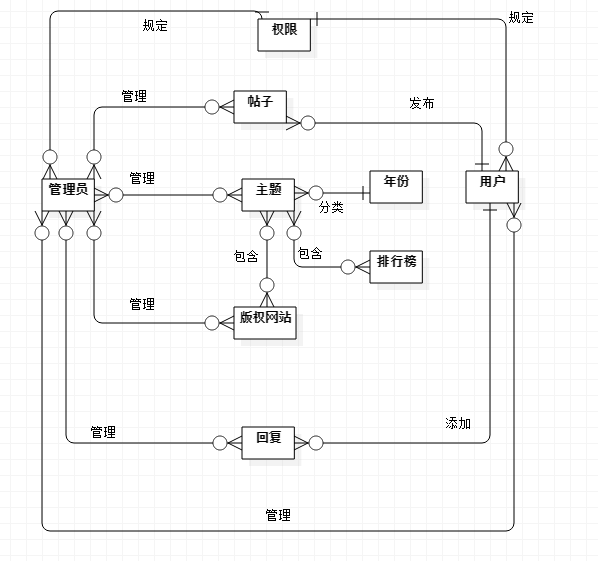 规定
权限
规定
管理
帖子
发布
管理员
管理
主题
年份
用户
分类
包含
包含
排行榜
管理
版权网站
管理
回复
添加
管理